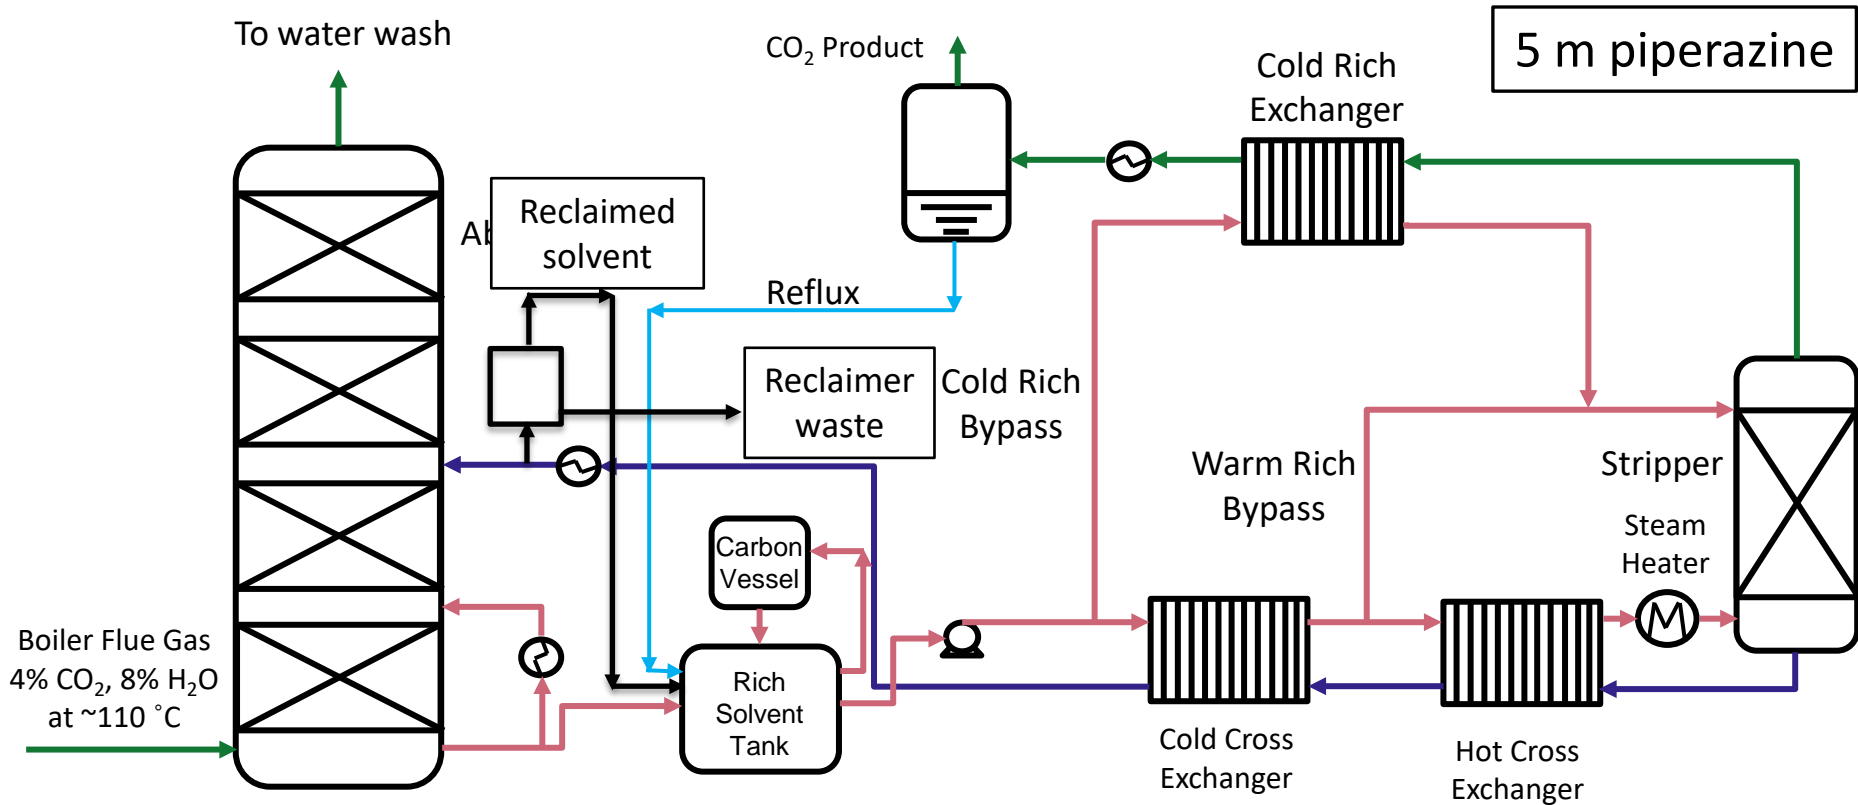 To water wash
CO₂ Product
Cold Rich
Exchanger
5 m piperazine
Reclaimed
solvent
Reflux
Reclaimer
waste
Cold Rich
Bypass
Warm Rich
Bypass
Stripper
Steam
Heater
Carbon
Vessel
Boiler Flue Gas
4% CO₂, 8% H₂O
at ~110 ˚C
Rich
Solvent
Tank
Cold Cross
Exchanger
Hot Cross
Exchanger